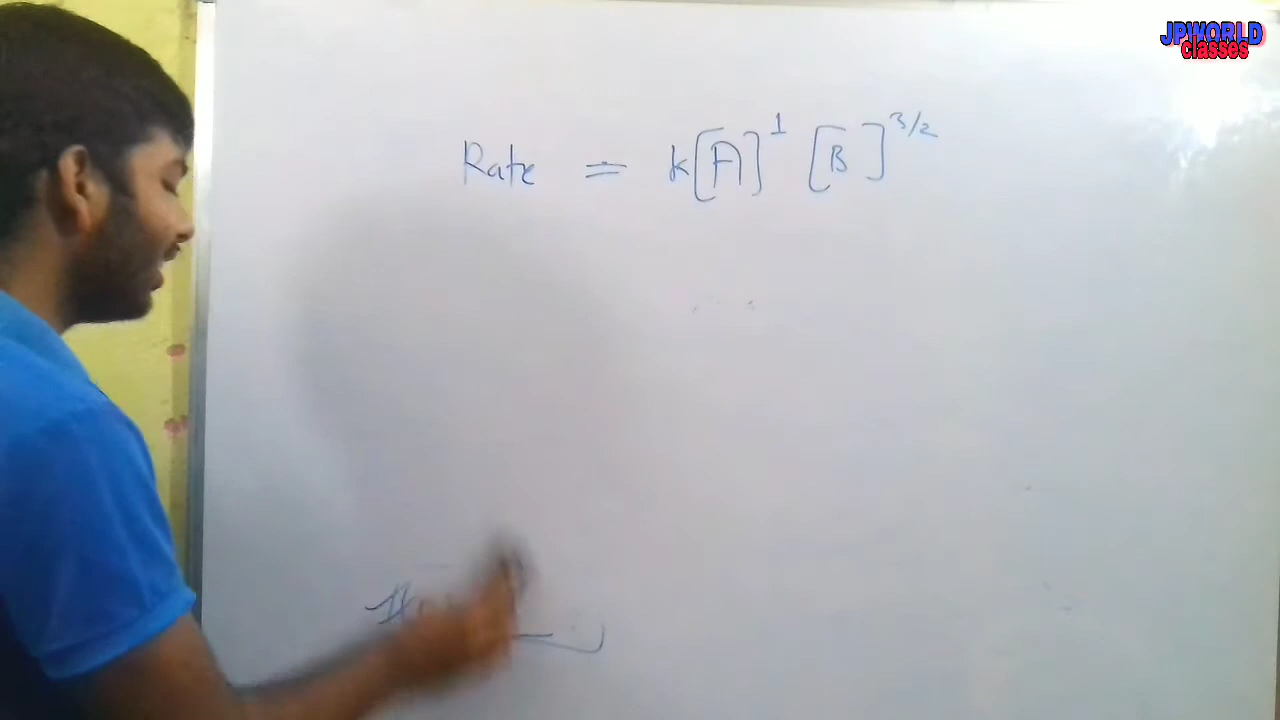 JPWORLD
classes
Rate = k[A]^1 [B]^3/2